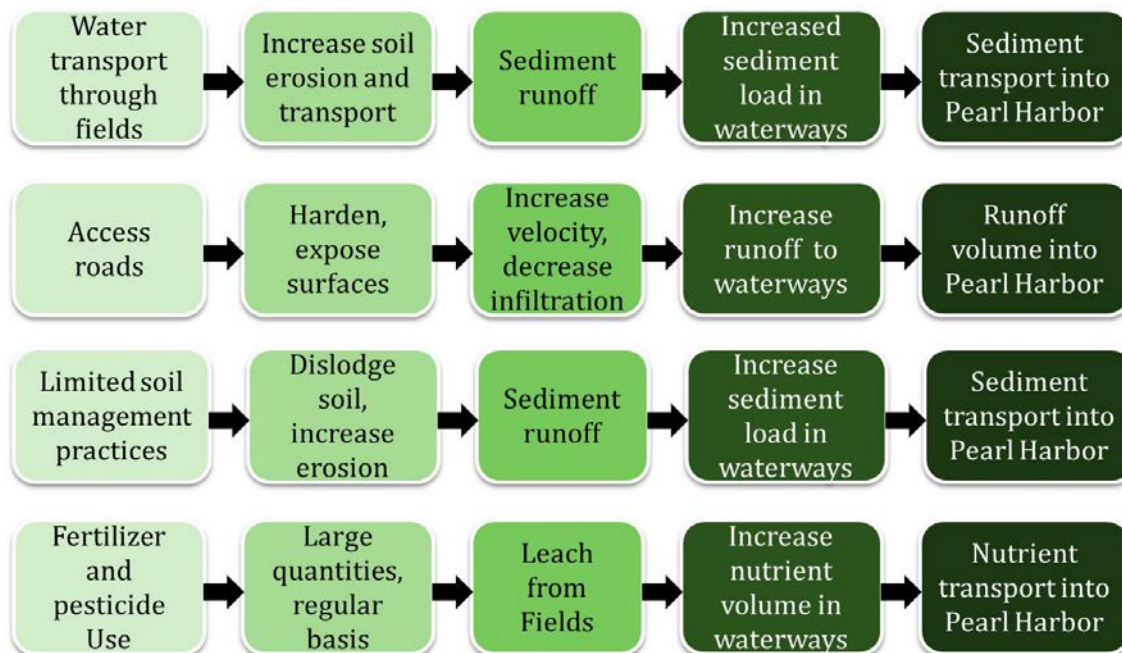 Water
transport
through
fields
Increase soil
erosion and
transport
Sediment
runoff
Increased
sediment
load in
waterways
Sediment
transport into
Pearl Harbor
Access
roads
Harden,
expose
surfaces
Increase
velocity,
decrease
infiltration
Increase
runoff to
waterways
Runoff
volume into
Pearl Harbor
Limited soil
management
practices
Dislodge
soil,
increase
erosion
Sediment
runoff
Increase
sediment
load in
waterways
Sediment
transport into
Pearl Harbor
Fertilizer
and
pesticide
Use
Large
quantities,
regular
basis
Leach
from
Fields
Increase
nutrient
volume in
waterways
Nutrient
transport into
Pearl Harbor